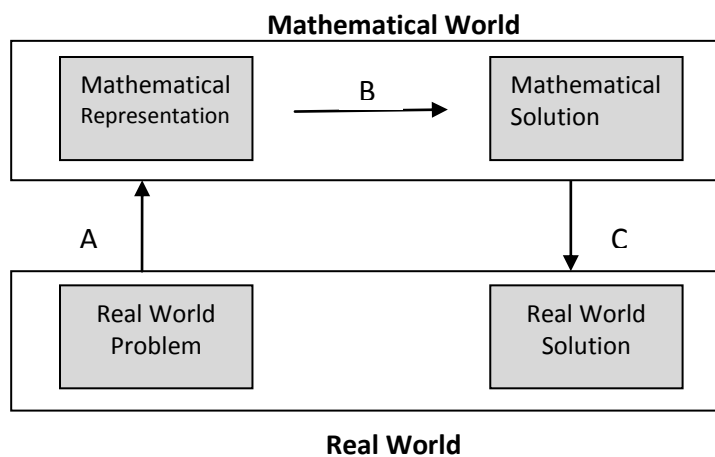 Mathematical World
Mathematical
Representation
B
Mathematical
Solution
A
C
Real World
Problem
Real World
Solution
Real World